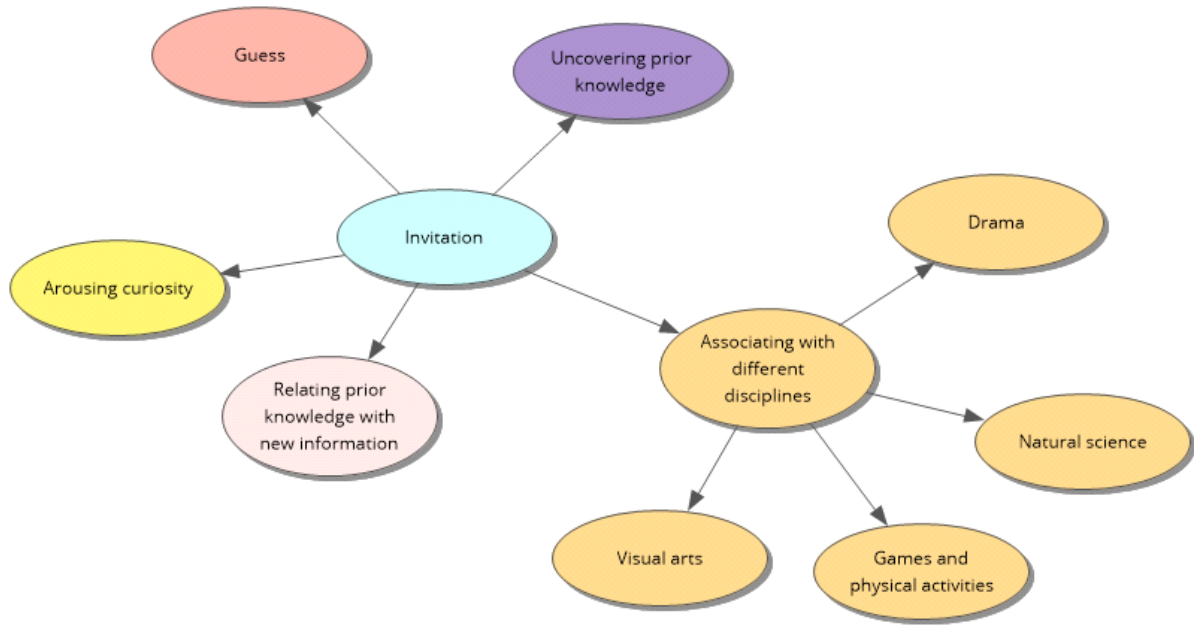 Guess
Uncovering prior
knowledge
Drama
Invitation
Arousing curiosity
Associating with
different
disciplines
Relating prior
knowledge with
new information
Natural science
Visual arts
Games and
physical activities